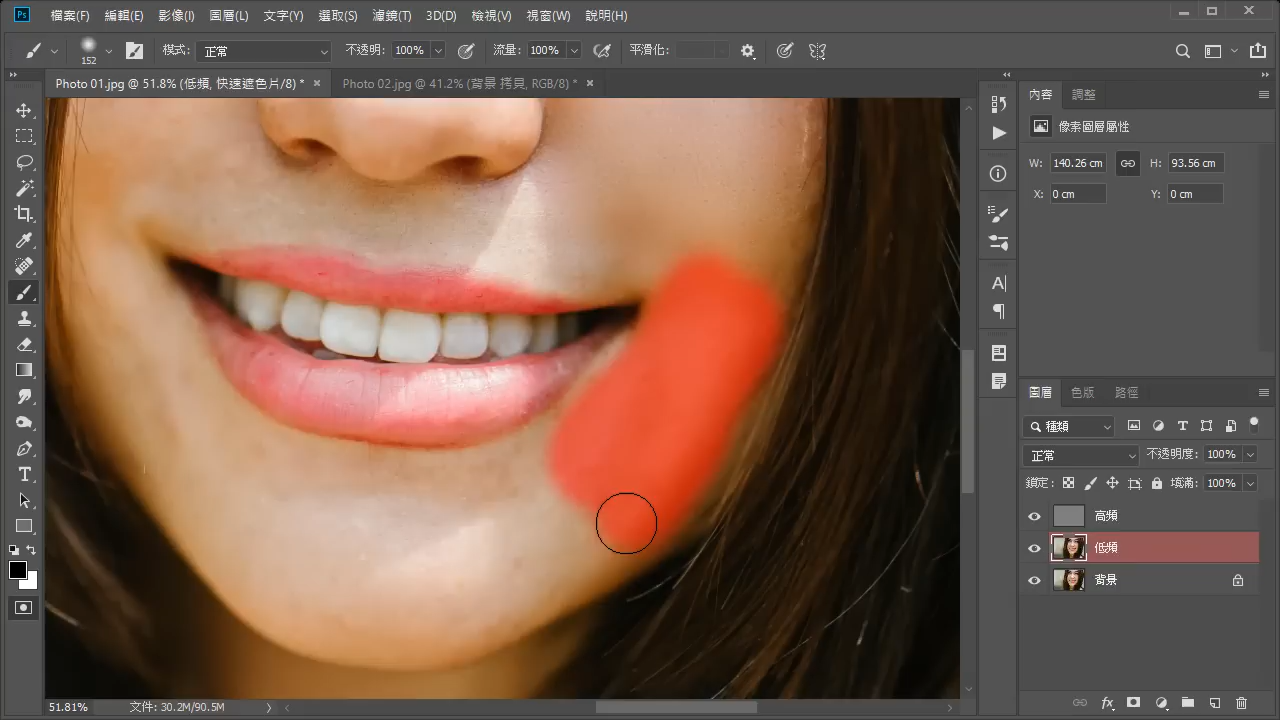 Ps 檔案(F) 編輯(E) 影像(I) 圖層(L) 文字(Y) 選取(S) 濾鏡(T) 3D(D) 檢視(V) 視窗(W) 說明(H)
152 模式: 正常 不透明: 100% 流量: 100% 平滑化:
Photo 01.jpg @ 51.8% (低頻, 快速遮色片/8) * Photo 02.jpg @ 41.2% (背景 拷貝, RGB/8) *
內容 調整
像素圖層屬性
W: 140.26 cm H: 93.56 cm
X: 0 cm Y: 0 cm
圖層 色版 路徑
種類
正常 不透明度: 100%
鎖定: 填滿: 100%
高頻
低頻
背景
51.81% 文件: 30.2M/90.5M